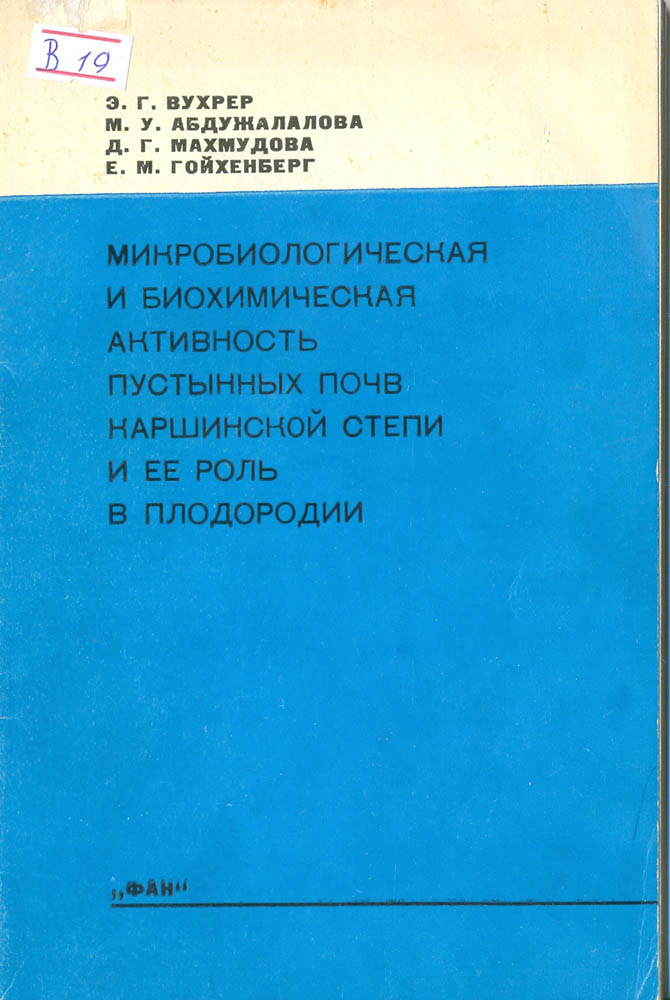 В 19
Э. Г. ВУХРЕР
М. У. АБДУЖАЛАЛОВА
Д. Г. МАХМУДОВА
Е. М. ГОЙХЕНБЕРГ
МИКРОБИОЛОГИЧЕСКАЯ
И БИОХИМИЧЕСКАЯ
АКТИВНОСТЬ
ПУСТЫННЫХ ПОЧВ
КАРШИНСКОЙ СТЕПИ
И ЕЕ РОЛЬ
В ПЛОДОРОДИИ
„ФАН“